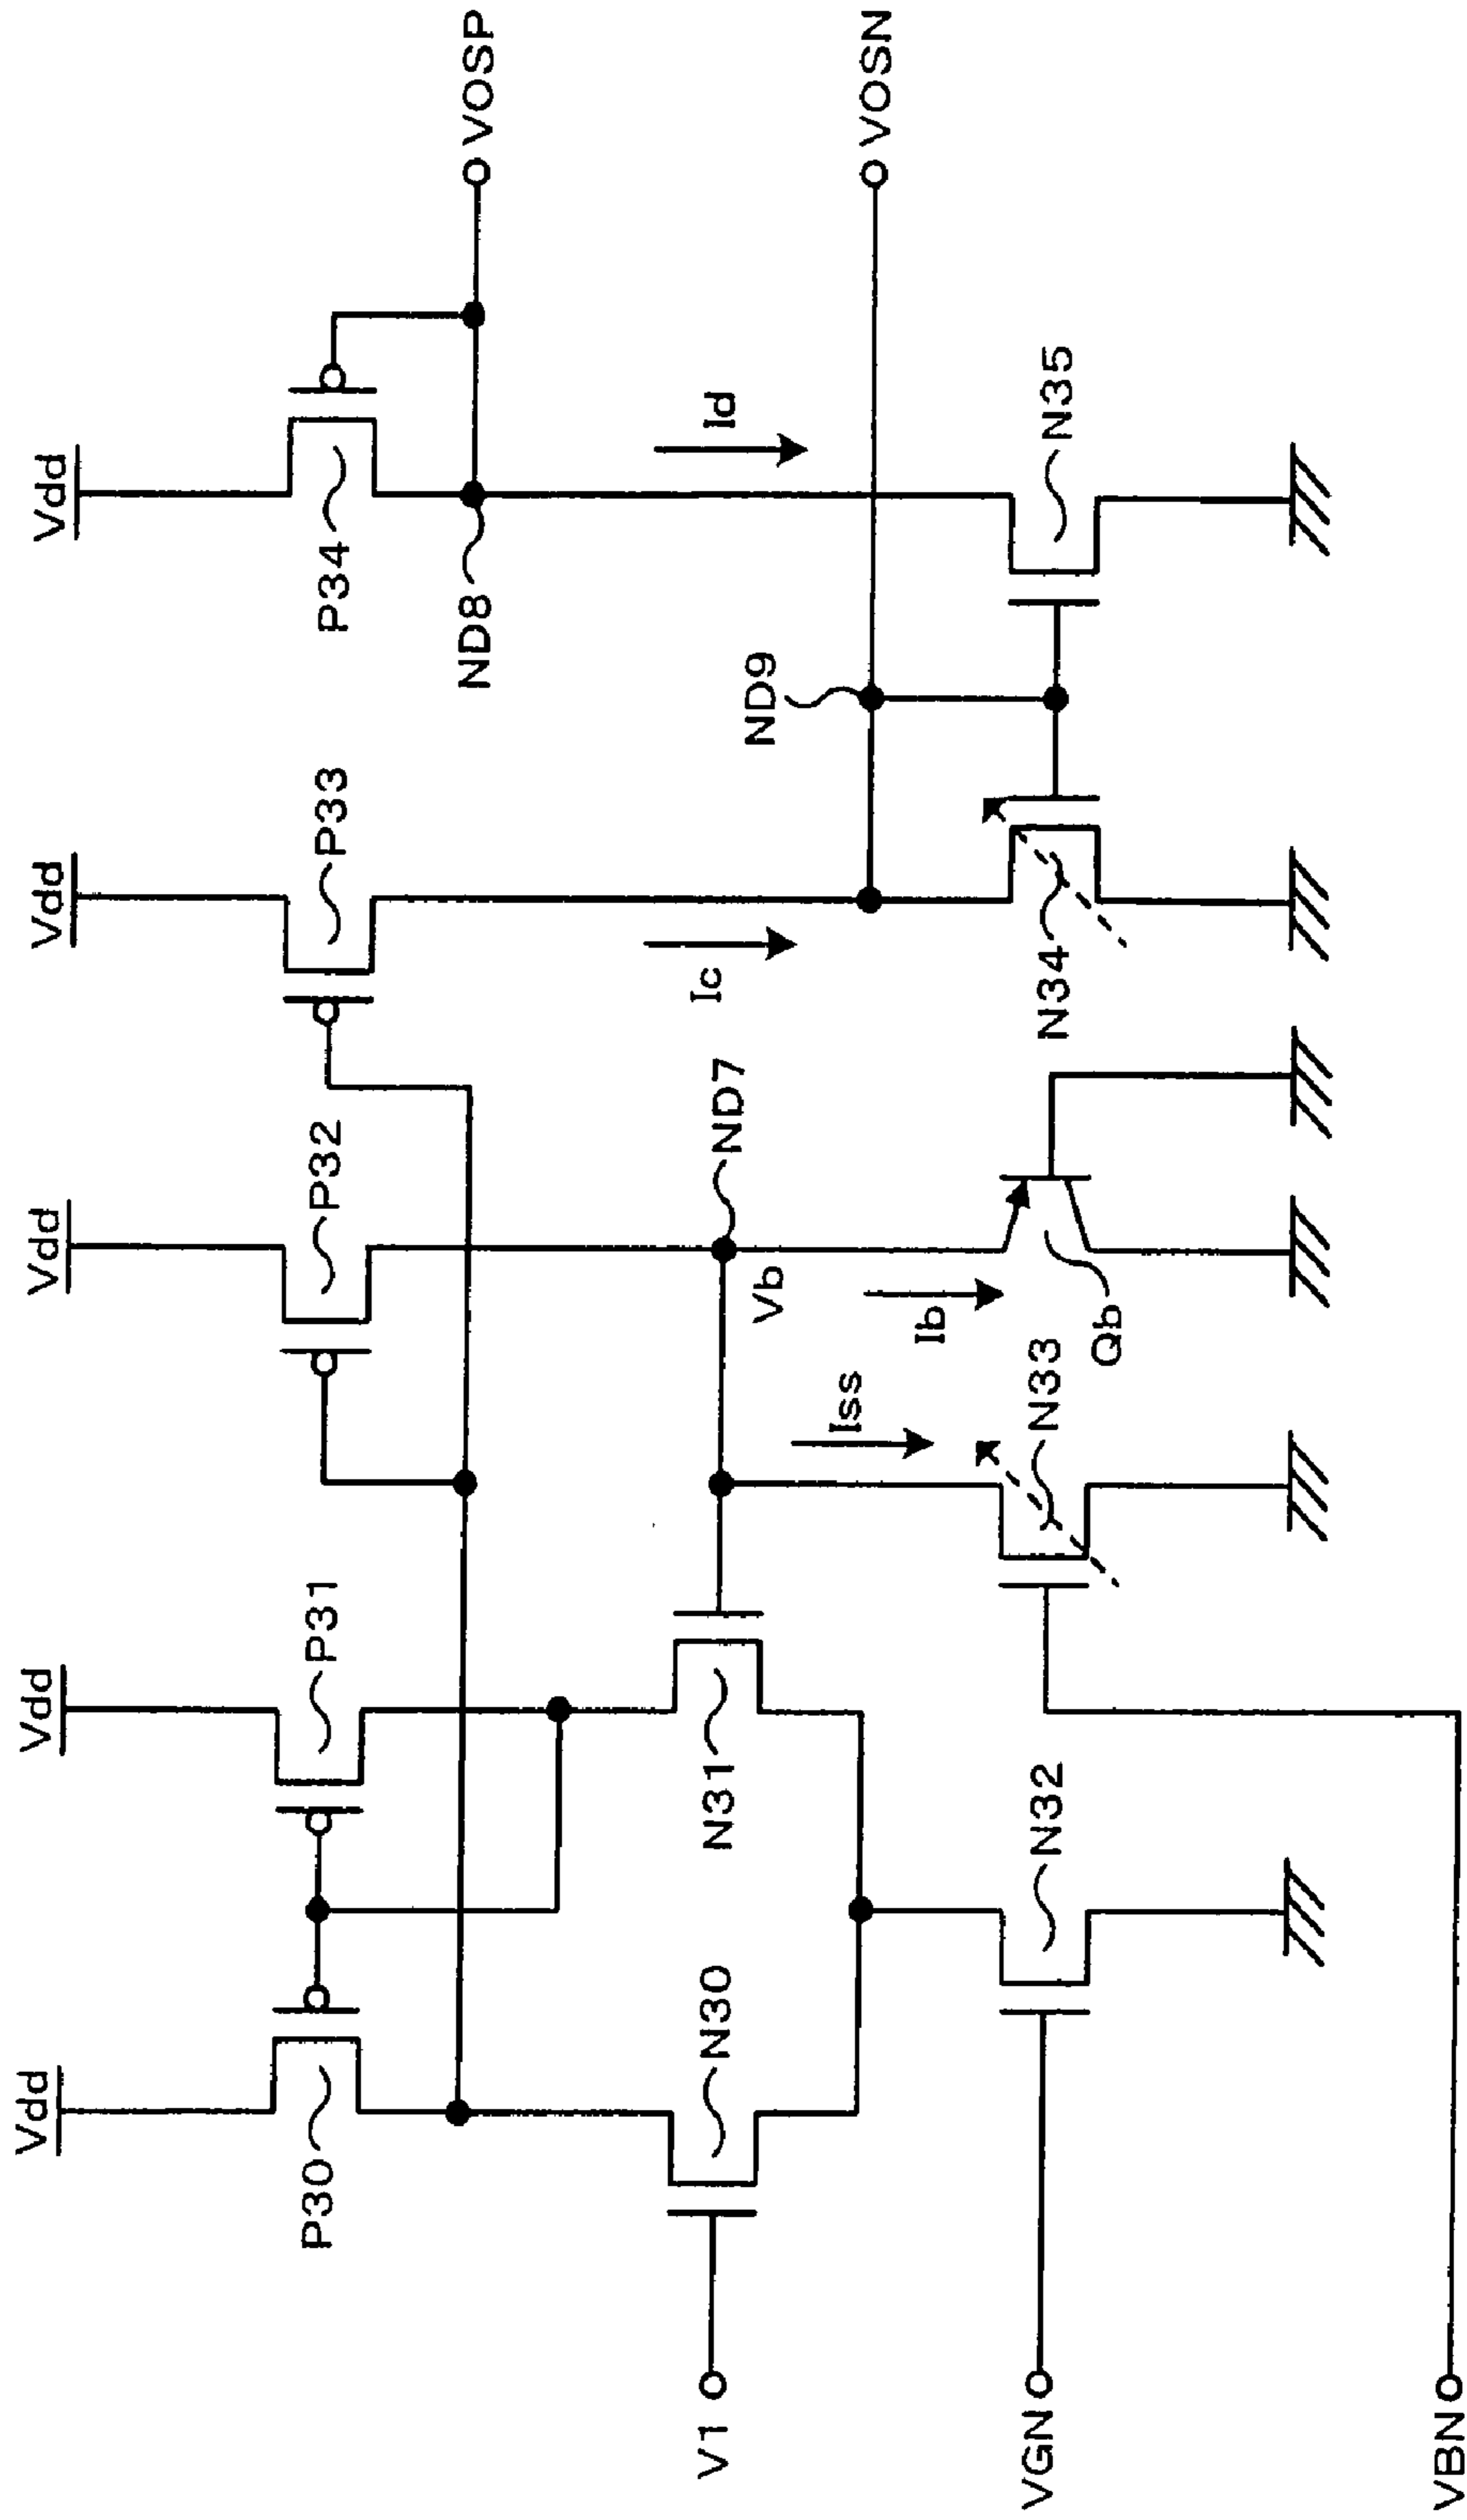 Vdd
Vdd
Vdd
Vdd
Vdd
P30
P31
P32
P33
P34
VOSP
ND8
V1
N30
N31
ND7
Vb
Ic
Id
ND9
VOSN
Iss
Ib
VGN
N32
N33
Qb
N34
N35
VBN